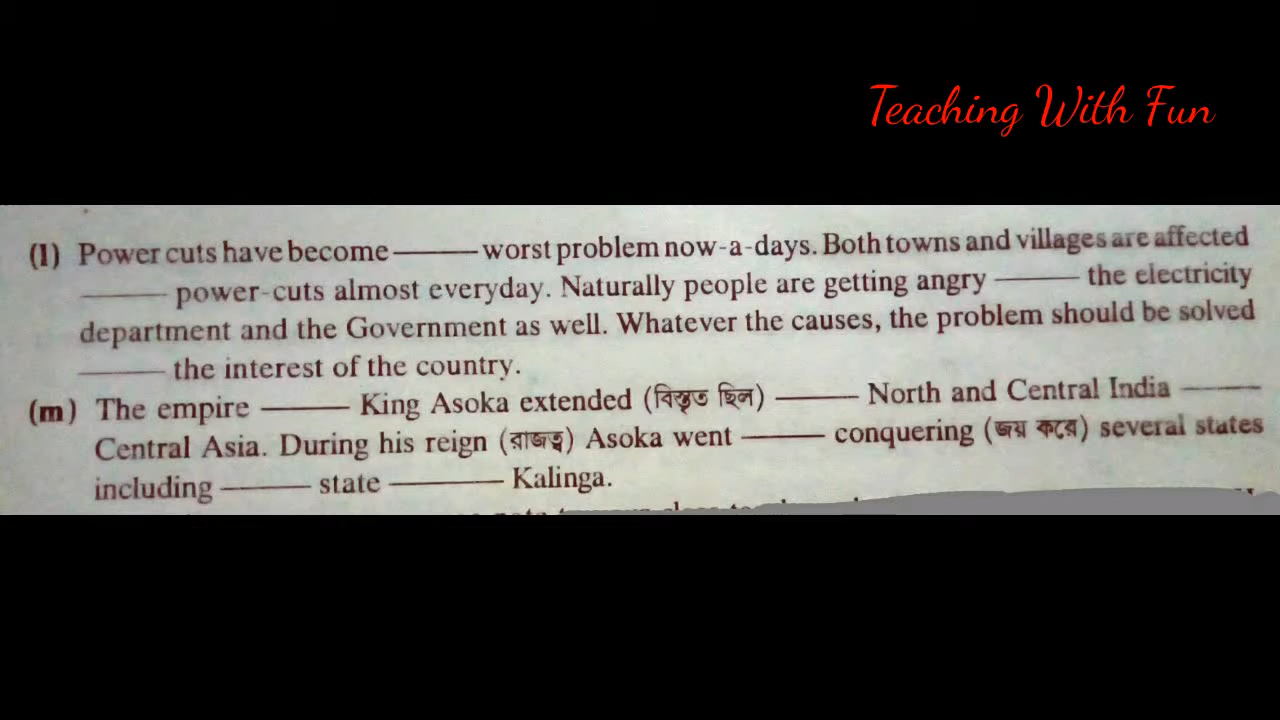 Teaching With Fun
(l) Power cuts have become ——— worst problem now-a-days. Both towns and villages are affected
——— power-cuts almost everyday. Naturally people are getting angry ——— the electricity
department and the Government as well. Whatever the causes, the problem should be solved
——— the interest of the country.
(m) The empire ——— King Asoka extended (বিস্তৃত ছিল) ——— North and Central India ———
Central Asia. During his reign (রাজত্ব) Asoka went ——— conquering (জয় করে) several states
including ——— state ——— Kalinga.